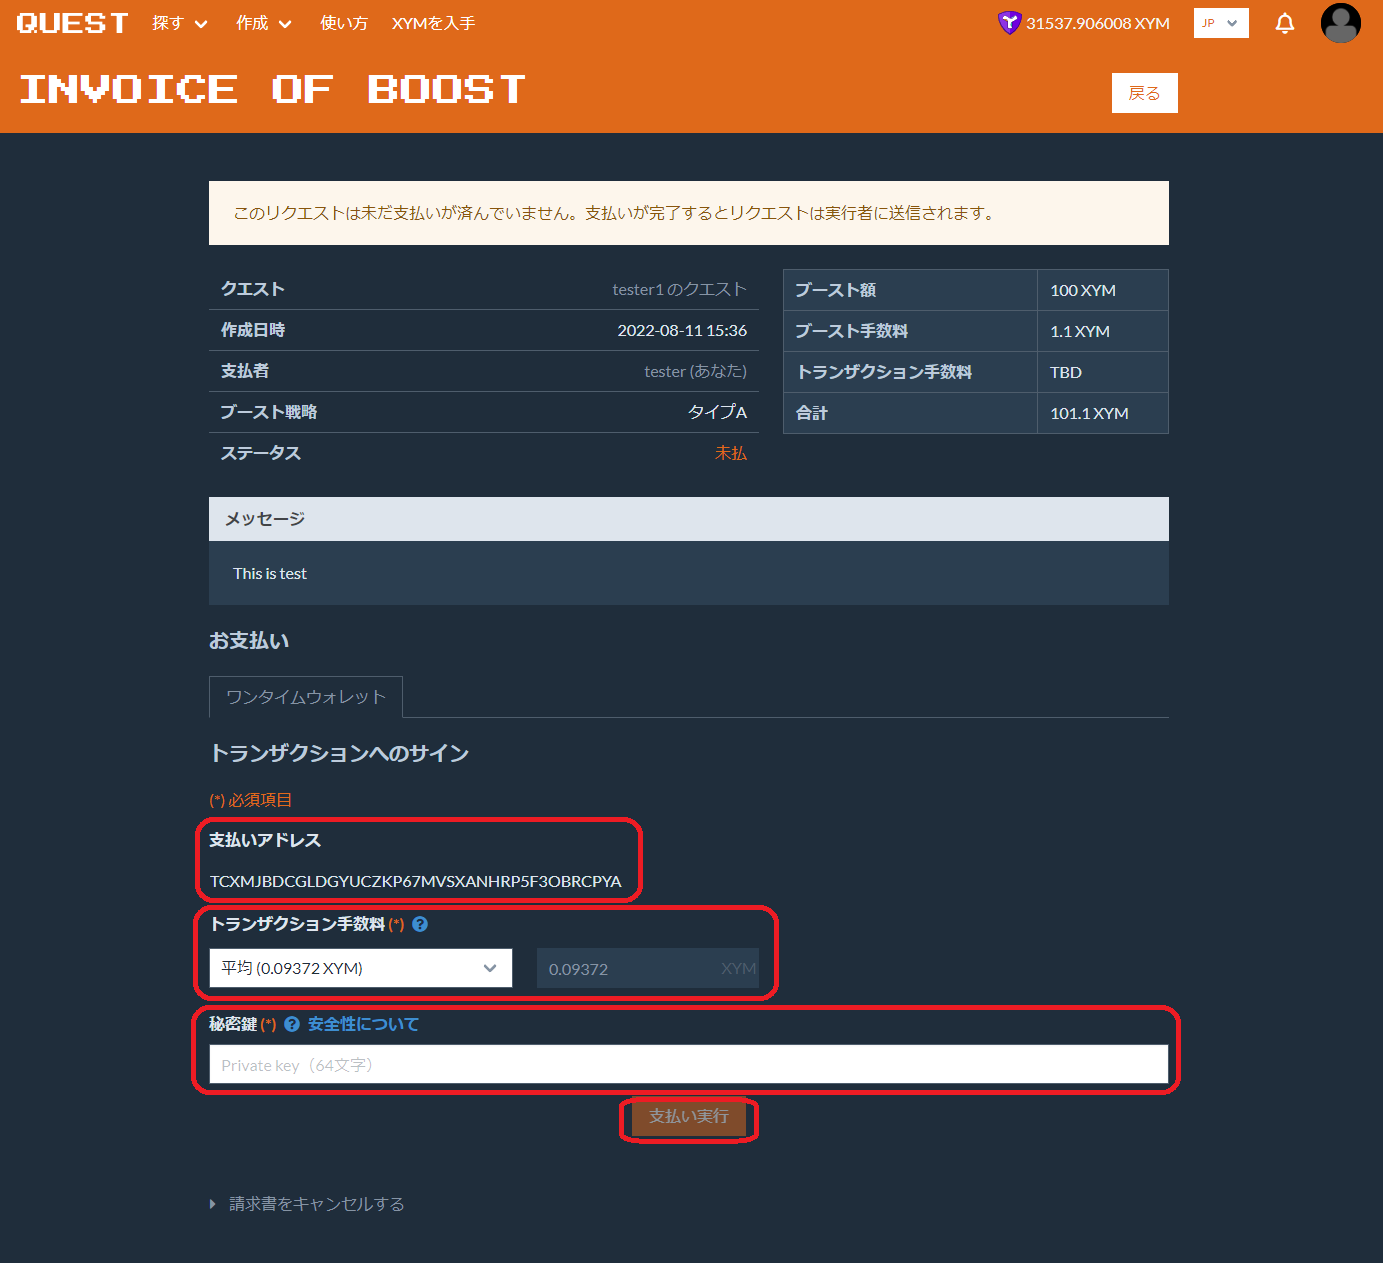 QUEST 探す 作成 使い方 XYMを入手 31537.906008 XYM JP
INVOICE OF BOOST 戻る
このリクエストは未だ支払いが済んでいません。支払いが完了するとリクエストは実行者に送信されます。
クエスト tester1 のクエスト
作成日時 2022-08-11 15:36
支払者 tester (あなた)
ブースト戦略 タイプA
ステータス 未払
ブースト額 100 XYM
ブースト手数料 1.1 XYM
トランザクション手数料 TBD
合計 101.1 XYM
メッセージ
This is test
お支払い
ワンタイムウォレット
トランザクションへのサイン
(*) 必須項目
支払いアドレス
TCXMJBDCGLDGYUCZKP67MVSXANHRP5F3OBRCPYA
トランザクション手数料 (*) ?
平均 (0.09372 XYM) 0.09372 XYM
秘密鍵 (*) ? 安全性について
Private key（64文字）
支払い実行
請求書をキャンセルする